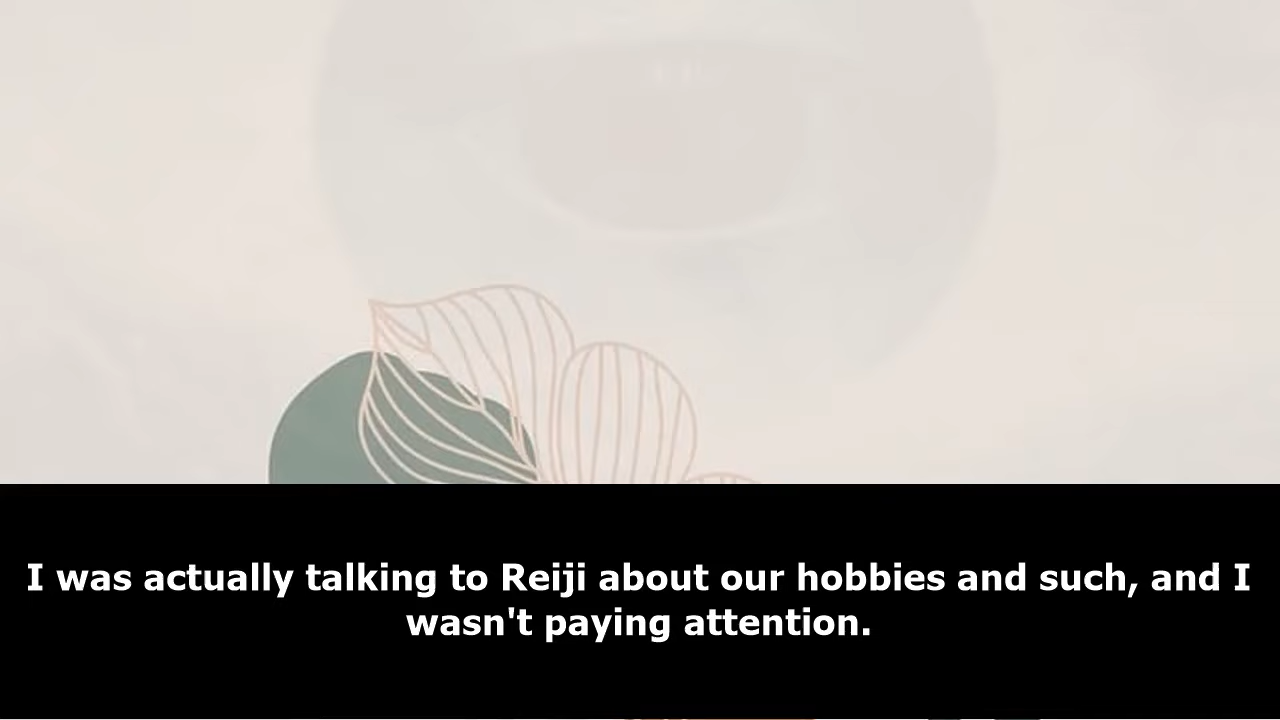 I was actually talking to Reiji about our hobbies and such, and I
wasn't paying attention.